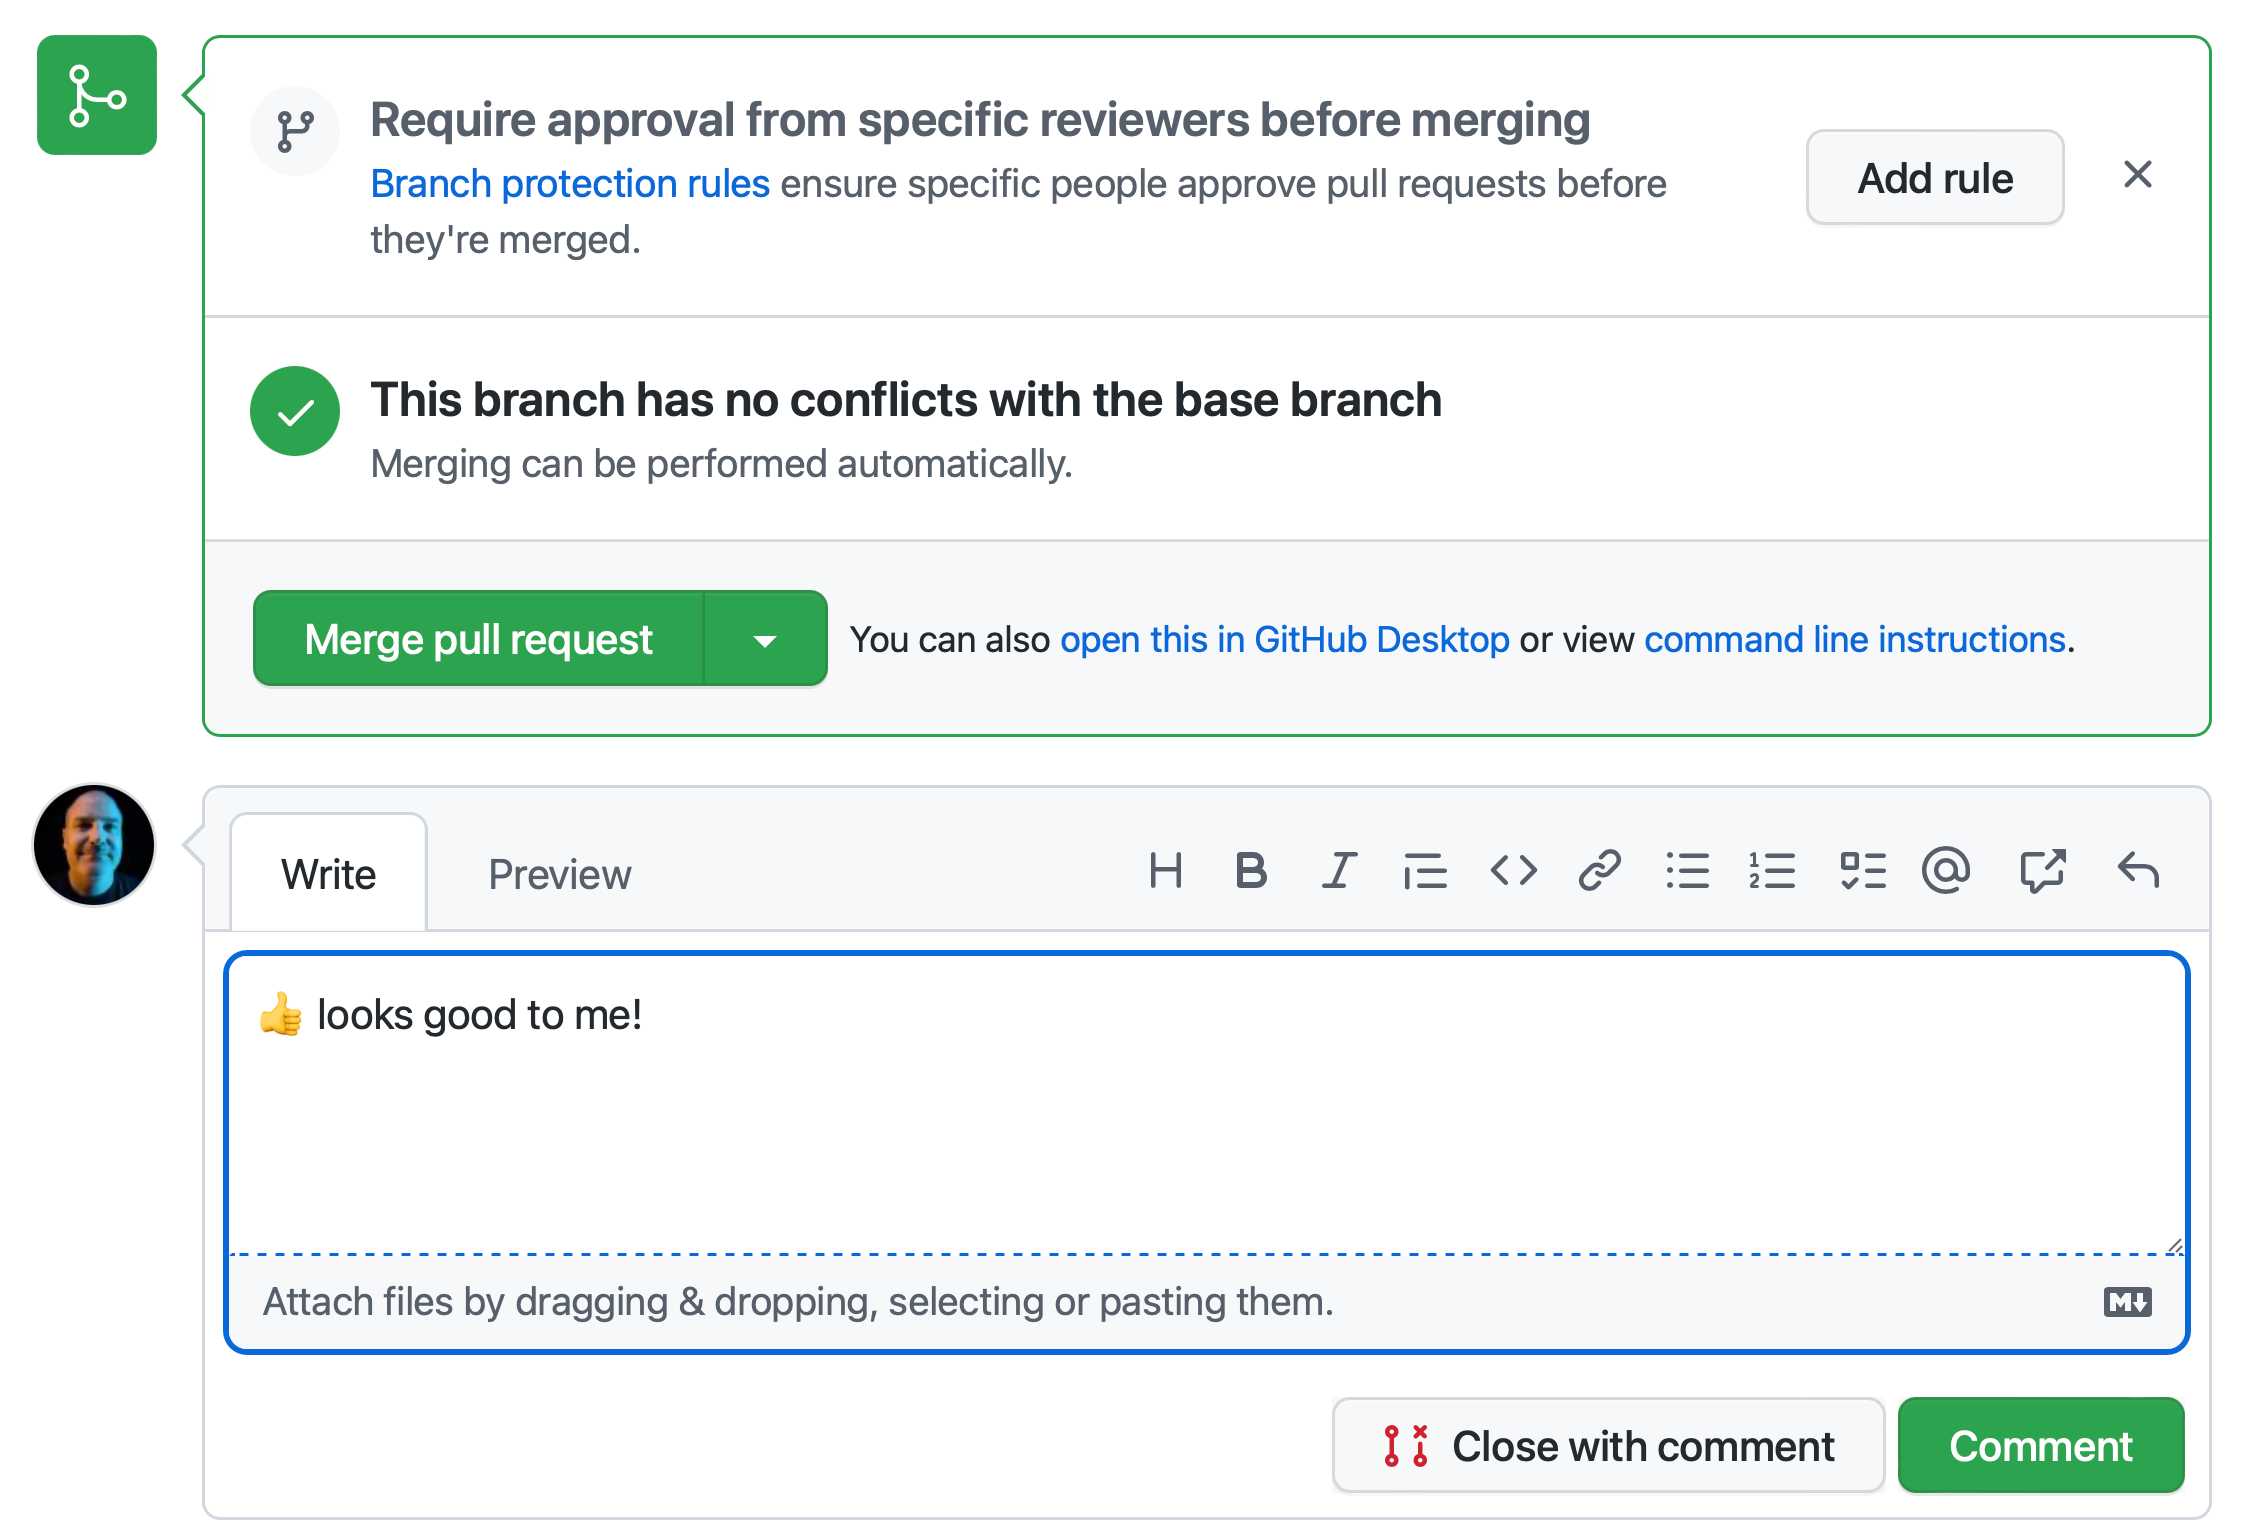 Require approval from specific reviewers before merging
Branch protection rules ensure specific people approve pull requests before
they're merged.
Add rule
This branch has no conflicts with the base branch
Merging can be performed automatically.
Merge pull request
You can also open this in GitHub Desktop or view command line instructions.
Write
Preview
👍 looks good to me!
Attach files by dragging & dropping, selecting or pasting them.
Close with comment
Comment